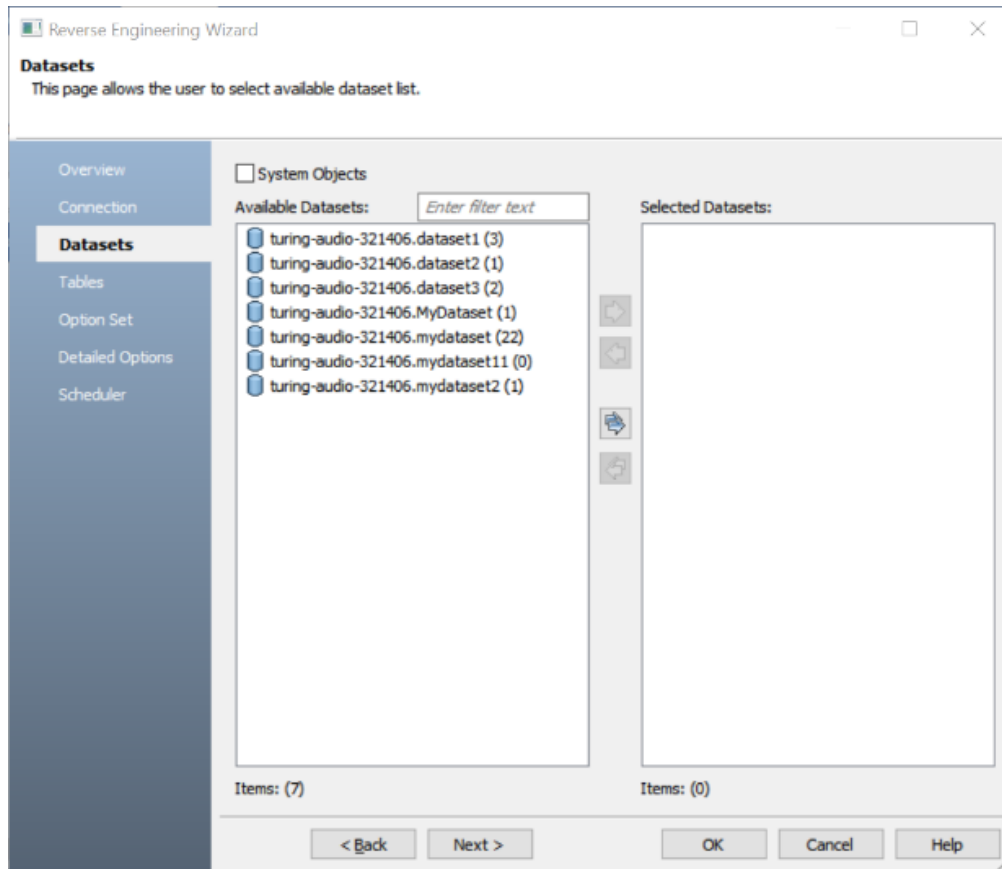 Reverse Engineering Wizard
Datasets
This page allows the user to select available dataset list.
Overview
Connection
Datasets
Tables
Option Set
Detailed Options
Scheduler
System Objects
Available Datasets:
Enter filter text
turing-audio-321406.dataset1 (3)
turing-audio-321406.dataset2 (1)
turing-audio-321406.dataset3 (2)
turing-audio-321406.MyDataset (1)
turing-audio-321406.mydataset (22)
turing-audio-321406.mydataset11 (0)
turing-audio-321406.mydataset2 (1)
Items: (7)
Selected Datasets:
Items: (0)
< Back
Next >
OK
Cancel
Help